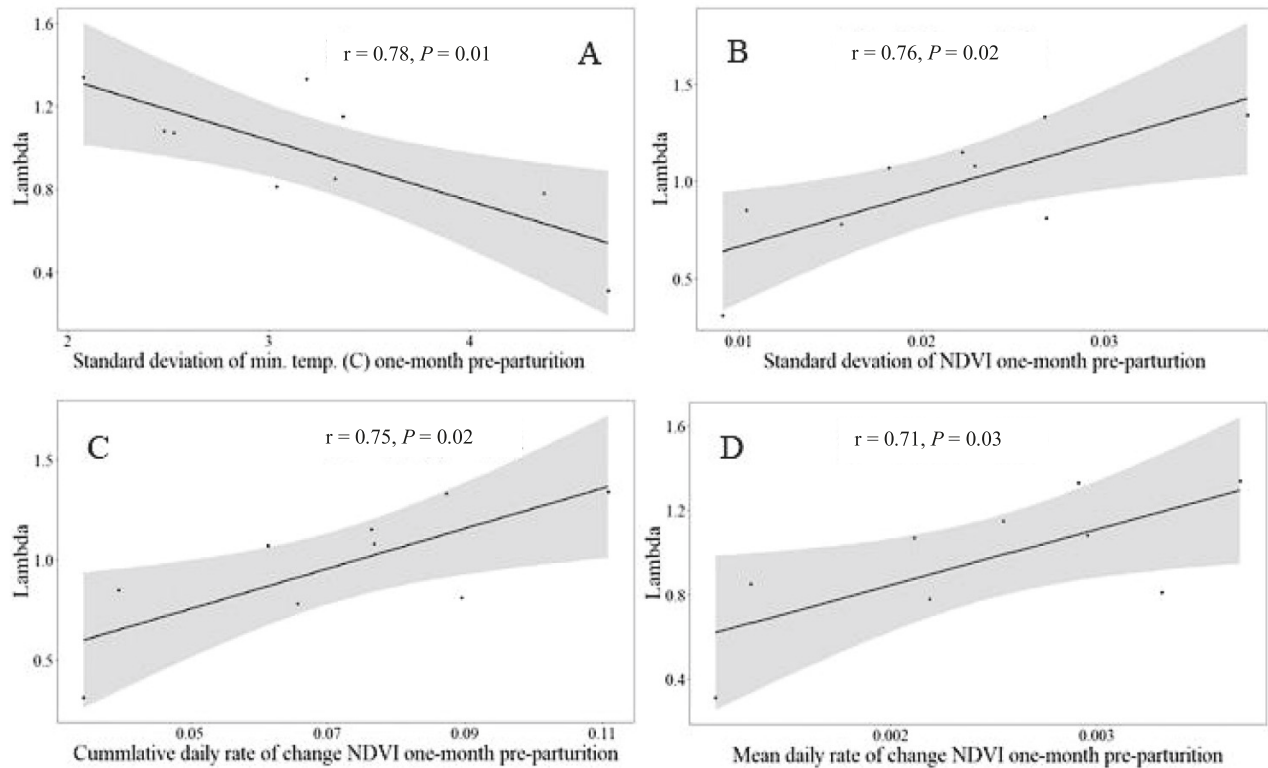 r = 0.78, P = 0.01
A
1.6
1.2
0.8
0.4
Lambda
2 3 4
Standard deviation of min. temp. (C) one-month pre-parturition
r = 0.76, P = 0.02
B
1.5
1.0
0.5
Lambda
0.01 0.02 0.03
Standard devation of NDVI one-month pre-parturtion
r = 0.75, P = 0.02
C
1.5
1.0
0.5
Lambda
0.05 0.07 0.09 0.11
Cummlative daily rate of change NDVI one-month pre-parturition
r = 0.71, P = 0.03
D
1.6
1.2
0.8
0.4
Lambda
0.002 0.003
Mean daily rate of change NDVI one-month pre-parturition